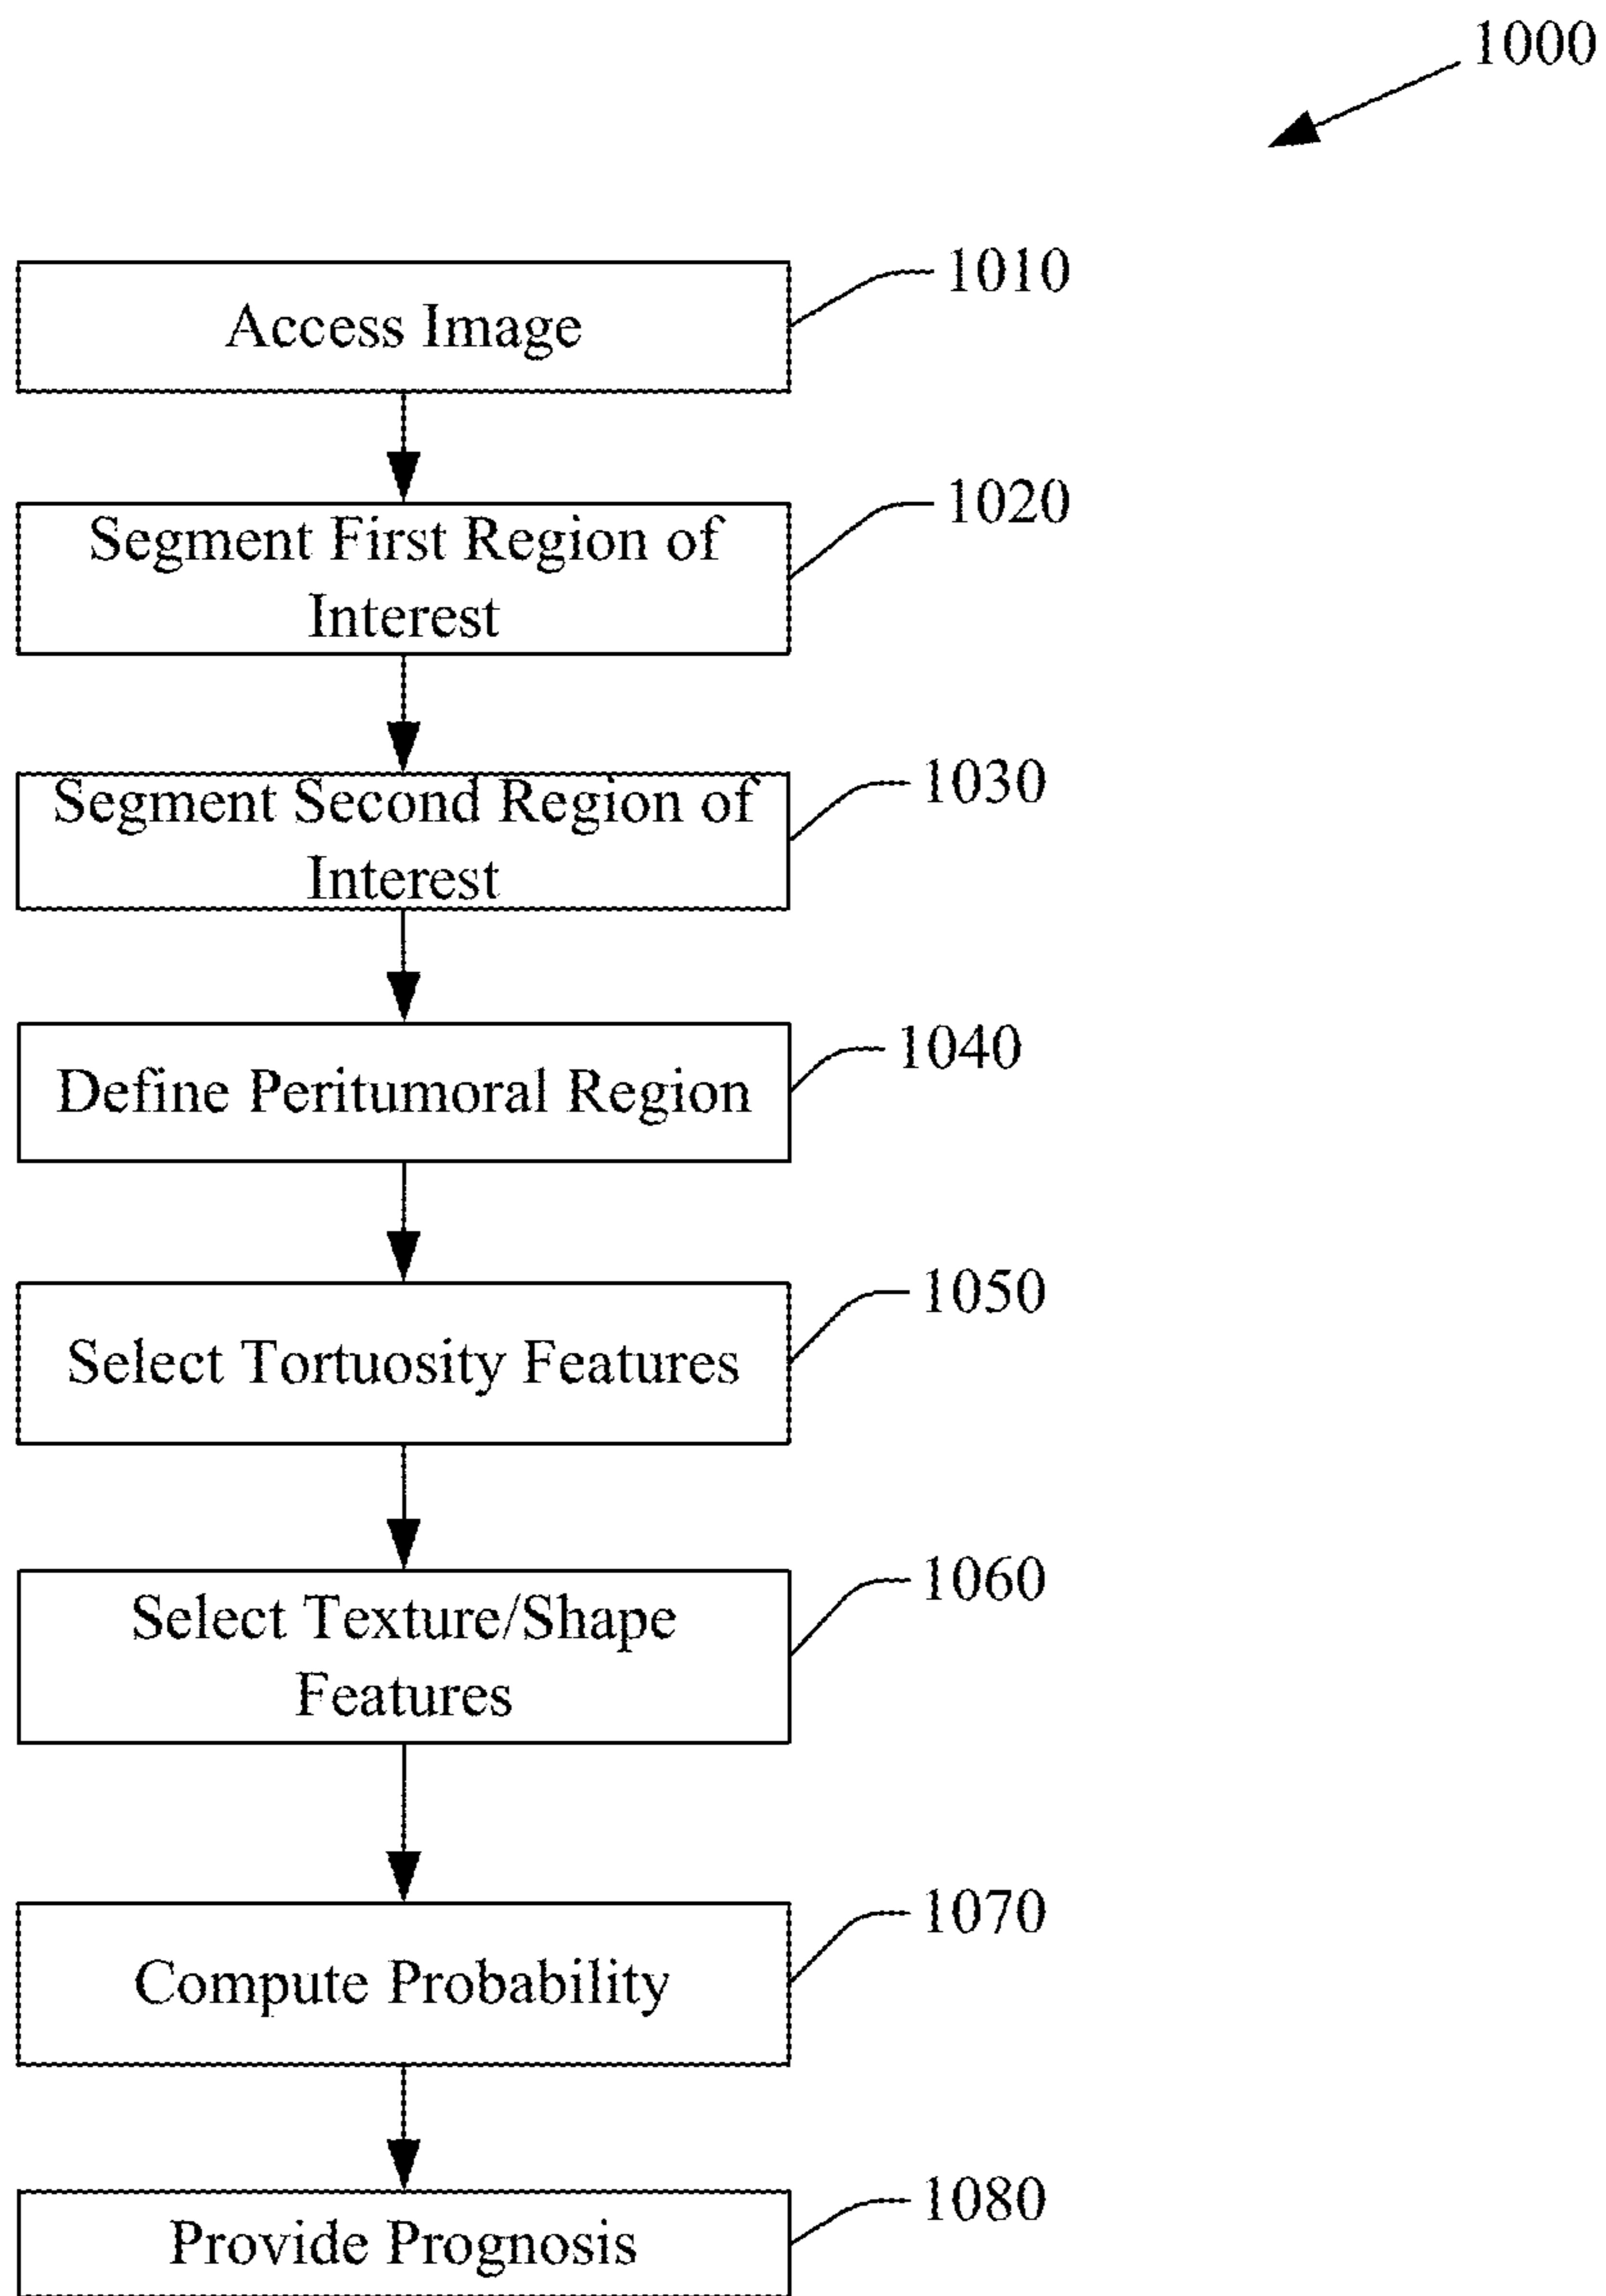 1000
1010
Access Image
1020
Segment First Region of
Interest
1030
Segment Second Region of
Interest
1040
Define Peritumoral Region
1050
Select Tortuosity Features
1060
Select Texture/Shape
Features
1070
Compute Probability
1080
Provide Prognosis